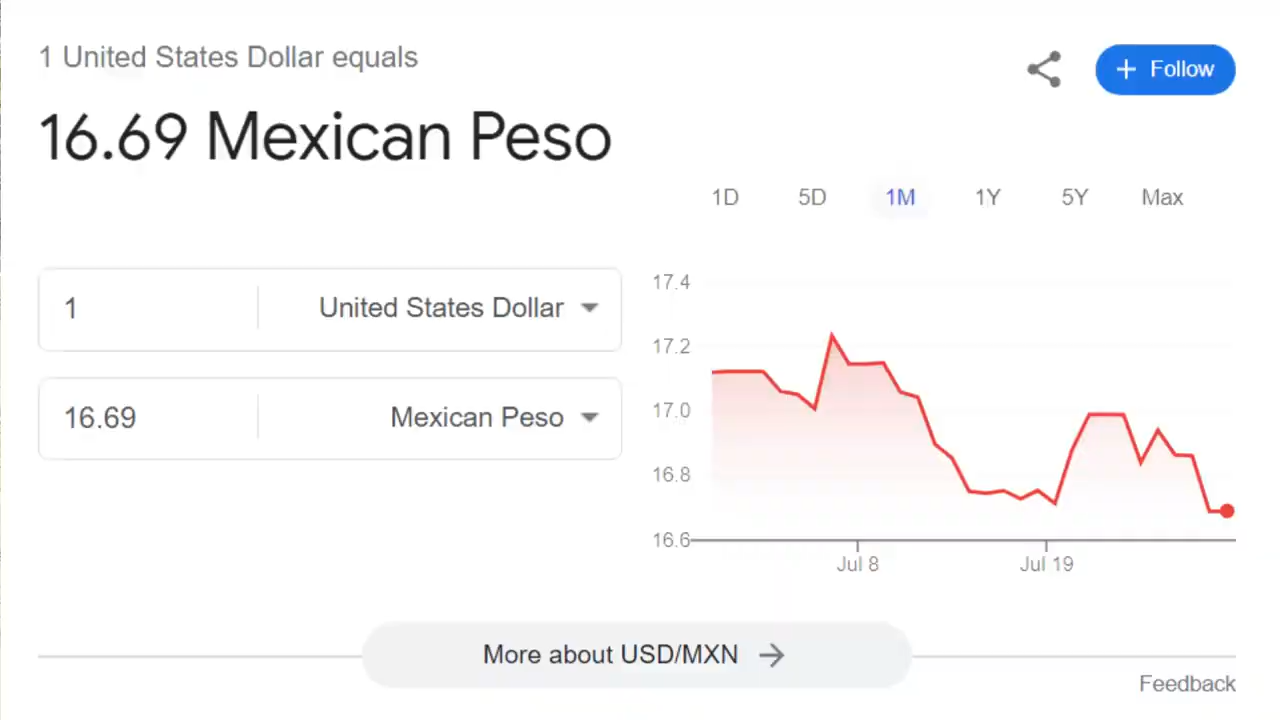 1 United States Dollar equals
16.69 Mexican Peso
+ Follow
1D 5D 1M 1Y 5Y Max
1 United States Dollar
16.69 Mexican Peso
17.4
17.2
17.0
16.8
16.6
Jul 8 Jul 19
More about USD/MXN →
Feedback